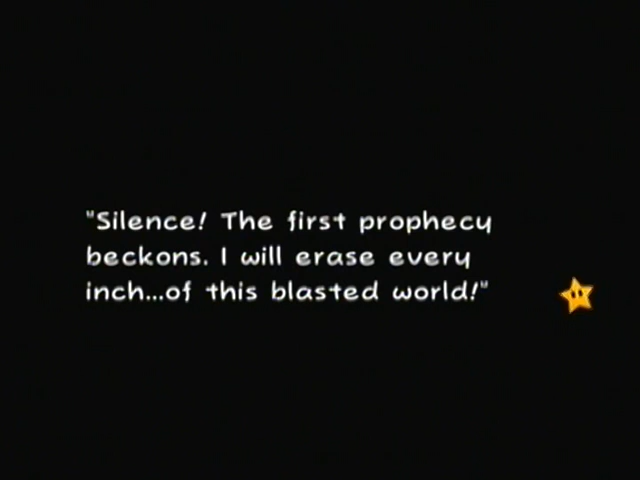 "Silence! The first prophecy
beckons. I will erase every
inch...of this blasted world!"